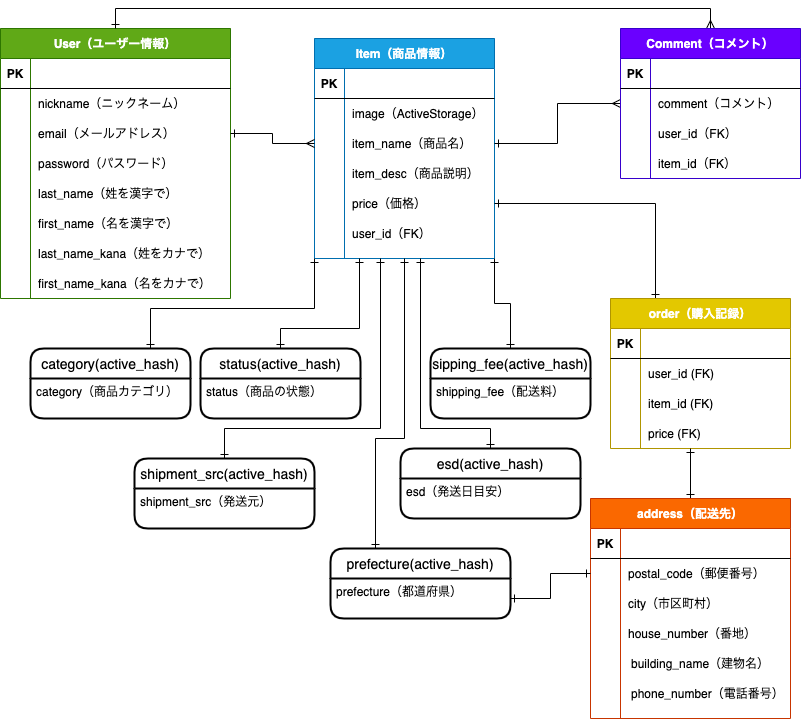 User（ユーザー情報）
PK
nickname（ニックネーム）
email（メールアドレス）
password（パスワード）
last_name（姓を漢字で）
first_name（名を漢字で）
last_name_kana（姓をカナで）
first_name_kana（名をカナで）
Item（商品情報）
PK
image（ActiveStorage）
item_name（商品名）
item_desc（商品説明）
price（価格）
user_id（FK）
Comment（コメント）
PK
comment（コメント）
user_id（FK）
item_id（FK）
order（購入記録）
PK
user_id (FK)
item_id (FK)
price (FK)
category(active_hash)
category（商品カテゴリ）
status(active_hash)
status（商品の状態）
sipping_fee(active_hash)
shipping_fee（配送料）
shipment_src(active_hash)
shipment_src（発送元）
esd(active_hash)
esd（発送日目安）
prefecture(active_hash)
prefecture（都道府県）
address（配送先）
PK
postal_code（郵便番号）
city（市区町村）
house_number（番地）
building_name（建物名）
phone_number（電話番号）